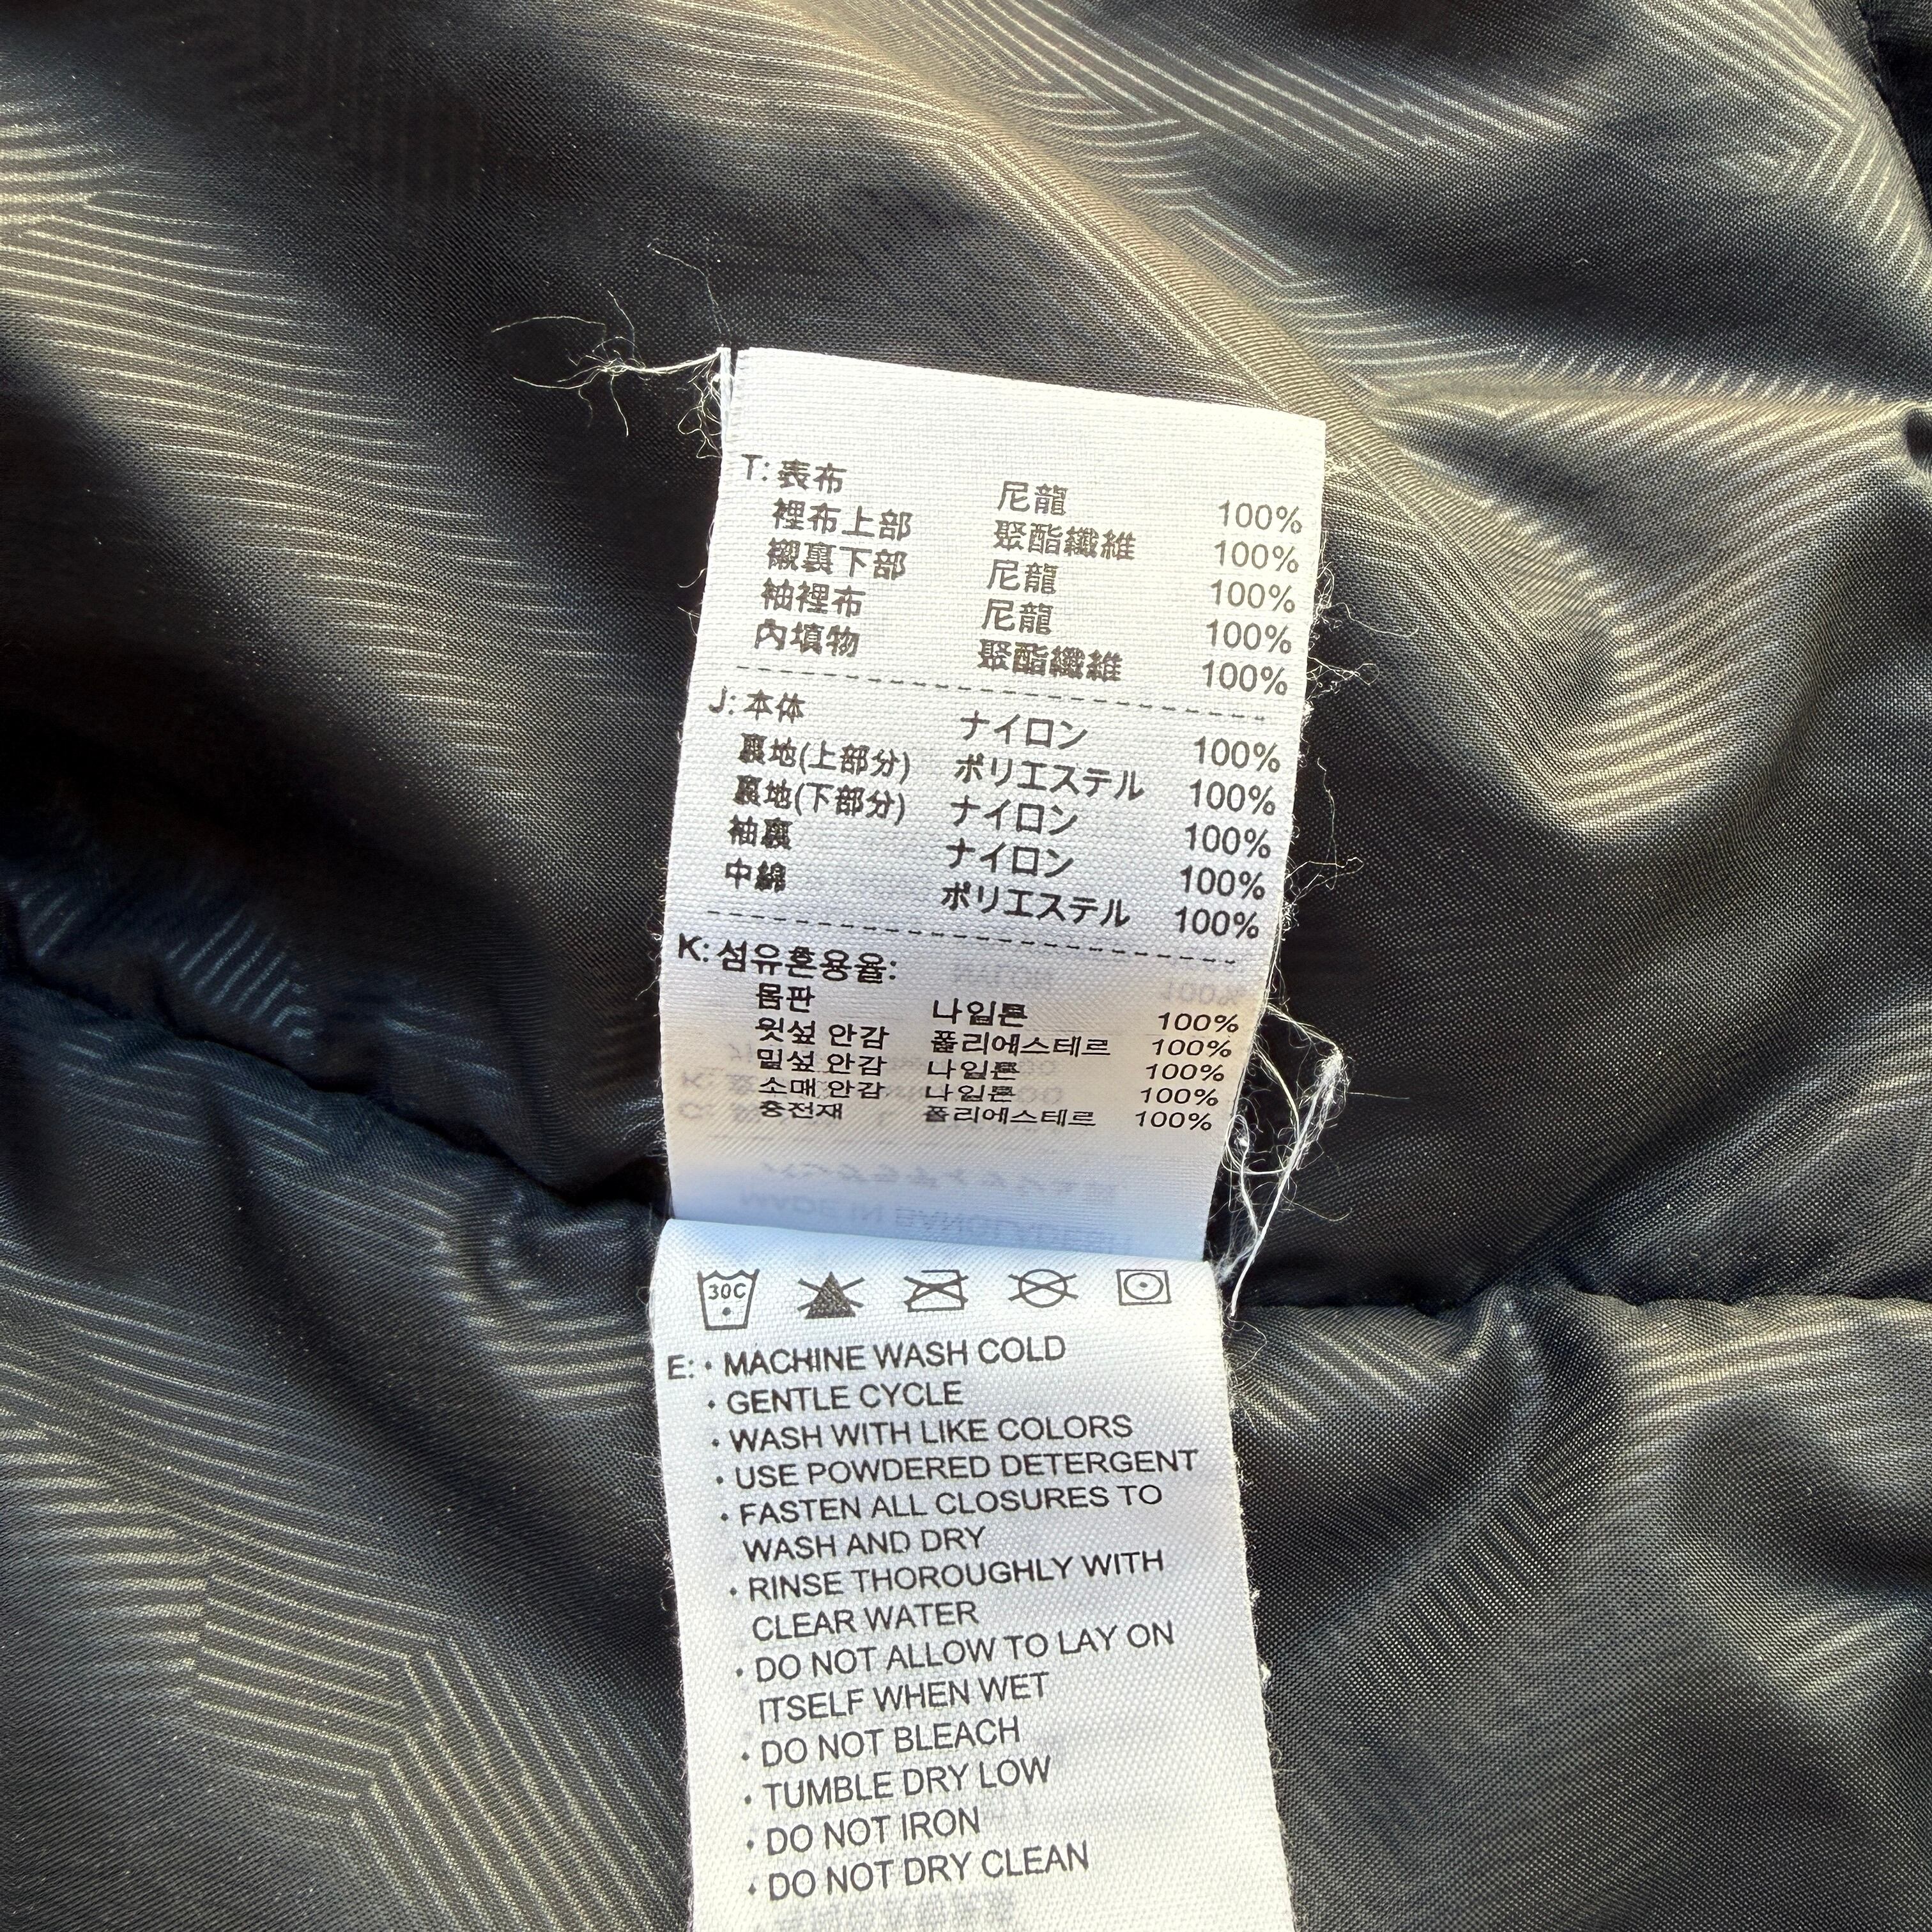 T: 表布 尼龍 100%
裡布上部 聚酯纖維 100%
襯裏下部 尼龍 100%
袖裡布 尼龍 100%
內填物 聚酯纖維 100%
J: 本体 ナイロン 100%
裏地(上部分) ポリエステル 100%
裏地(下部分) ナイロン 100%
袖裏 ナイロン 100%
中綿 ポリエステル 100%
K: 섬유혼용율:
몸판 나일론 100%
윗섶 안감 폴리에스테르 100%
밑섶 안감 나일론 100%
소매 안감 나일론 100%
충전재 폴리에스테르 100%
MADE IN BANGLADESH
30C
E: • MACHINE WASH COLD
• GENTLE CYCLE
• WASH WITH LIKE COLORS
• USE POWDERED DETERGENT
• FASTEN ALL CLOSURES TO
WASH AND DRY
• RINSE THOROUGHLY WITH
CLEAR WATER
• DO NOT ALLOW TO LAY ON
ITSELF WHEN WET
• DO NOT BLEACH
• TUMBLE DRY LOW
• DO NOT IRON
• DO NOT DRY CLEAN